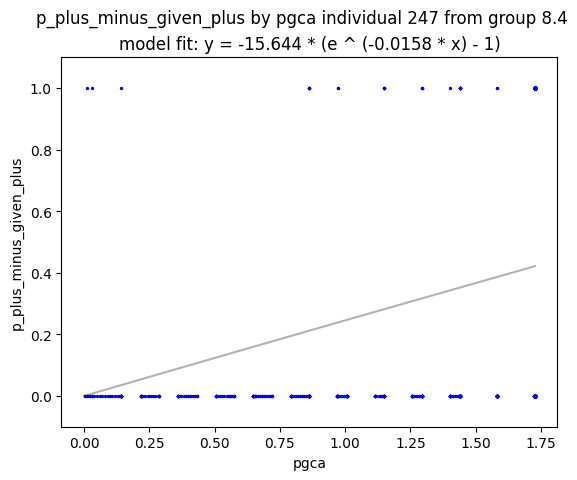 p_plus_minus_given_plus by pgca individual 247 from group 8.4
model fit: y = -15.644 * (e ^ (-0.0158 * x) - 1)
1.0
0.8
0.6
0.4
0.2
0.0
p_plus_minus_given_plus
0.00 0.25 0.50 0.75 1.00 1.25 1.50 1.75
pgca